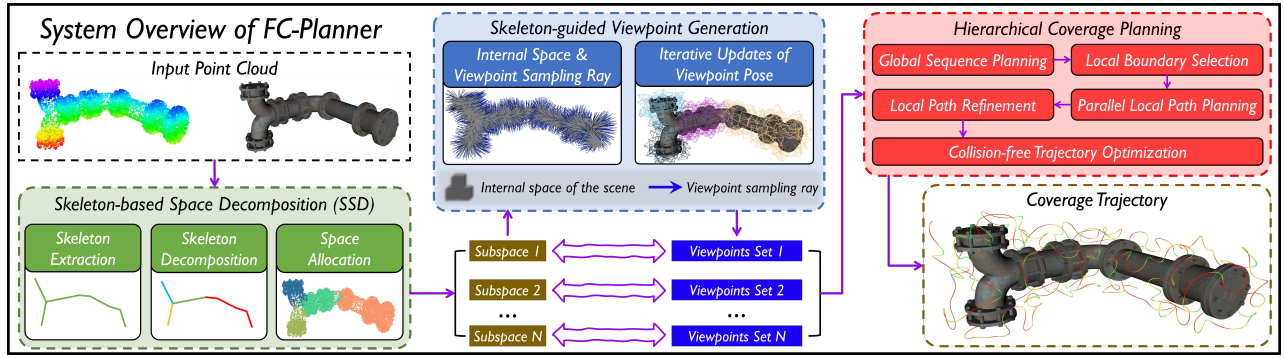 System Overview of FC-Planner
Input Point Cloud
Skeleton-based Space Decomposition (SSD)
Skeleton
Extraction
Skeleton
Decomposition
Space
Allocation
Skeleton-guided Viewpoint Generation
Internal Space &
Viewpoint Sampling Ray
Iterative Updates of
Viewpoint Pose
Internal space of the scene
Viewpoint sampling ray
Subspace 1
Viewpoints Set 1
Subspace 2
Viewpoints Set 2
...
...
Subspace N
Viewpoints Set N
Hierarchical Coverage Planning
Global Sequence Planning
Local Boundary Selection
Local Path Refinement
Parallel Local Path Planning
Collision-free Trajectory Optimization
Coverage Trajectory